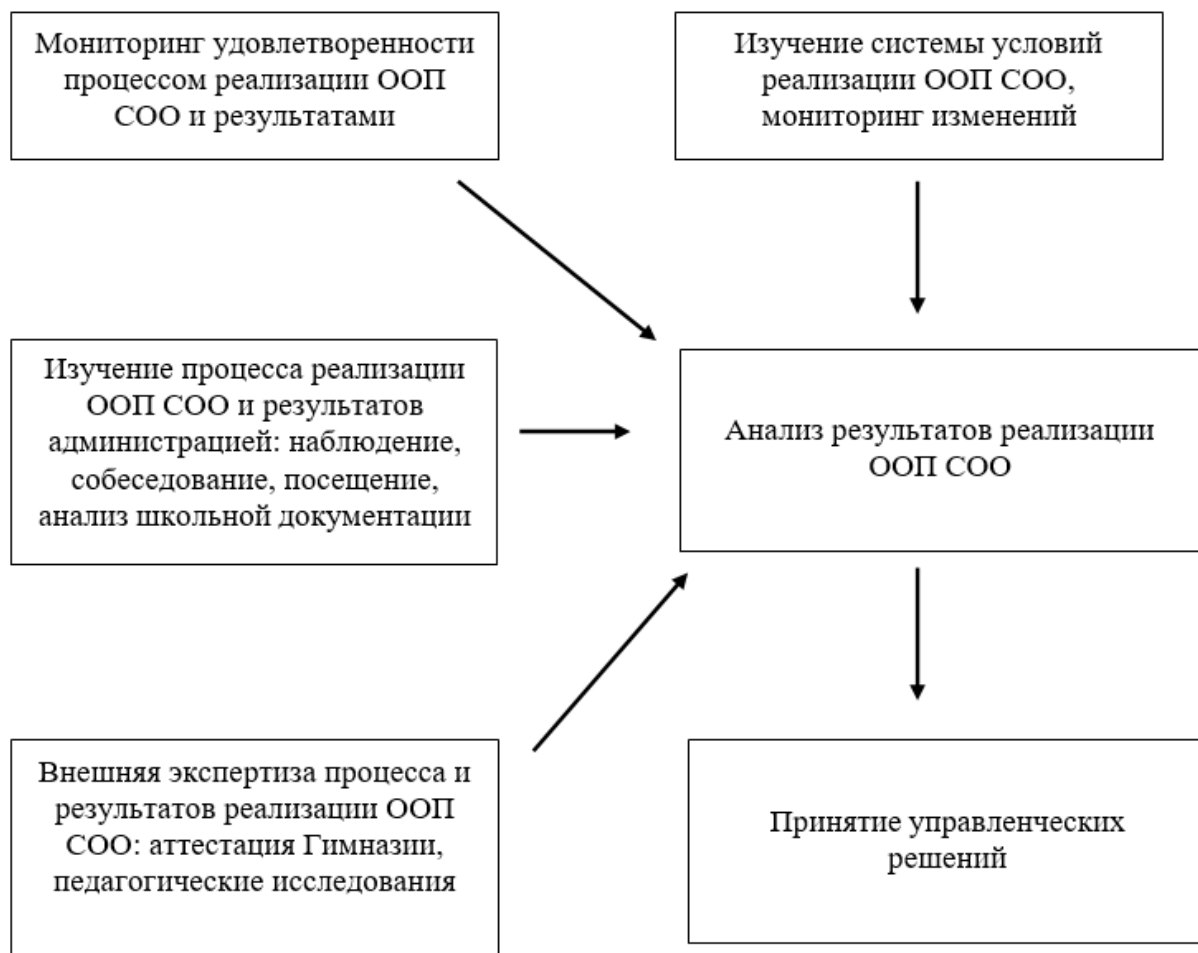 Мониторинг удовлетворенности
процессом реализации ООП
СОО и результатами
Изучение системы условий
реализации ООП СОО,
мониторинг изменений
Изучение процесса реализации
ООП СОО и результатов
администрацией: наблюдение,
собеседование, посещение,
анализ школьной документации
Анализ результатов реализации
ООП СОО
Внешняя экспертиза процесса и
результатов реализации ООП
СОО: аттестация Гимназии,
педагогические исследования
Принятие управленческих
решений